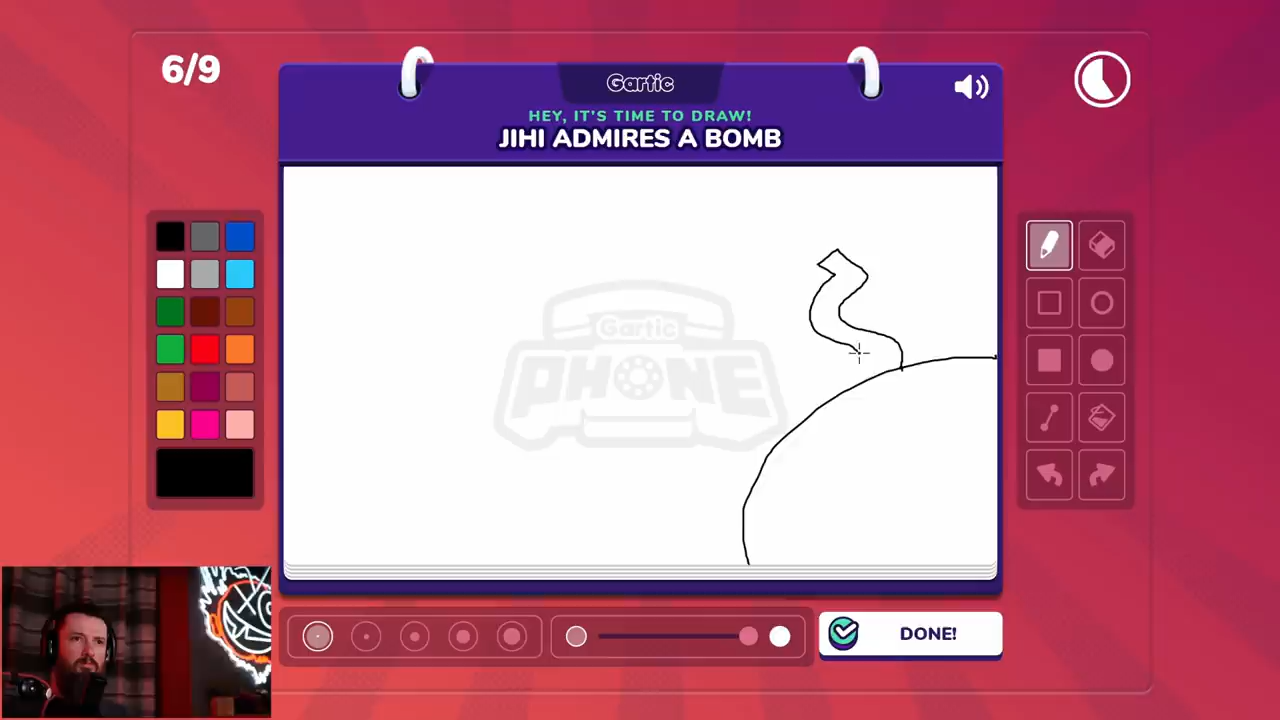 6/9
Gartic
HEY, IT'S TIME TO DRAW!
JIHI ADMIRES A BOMB
Gartic
PHONE
DONE!